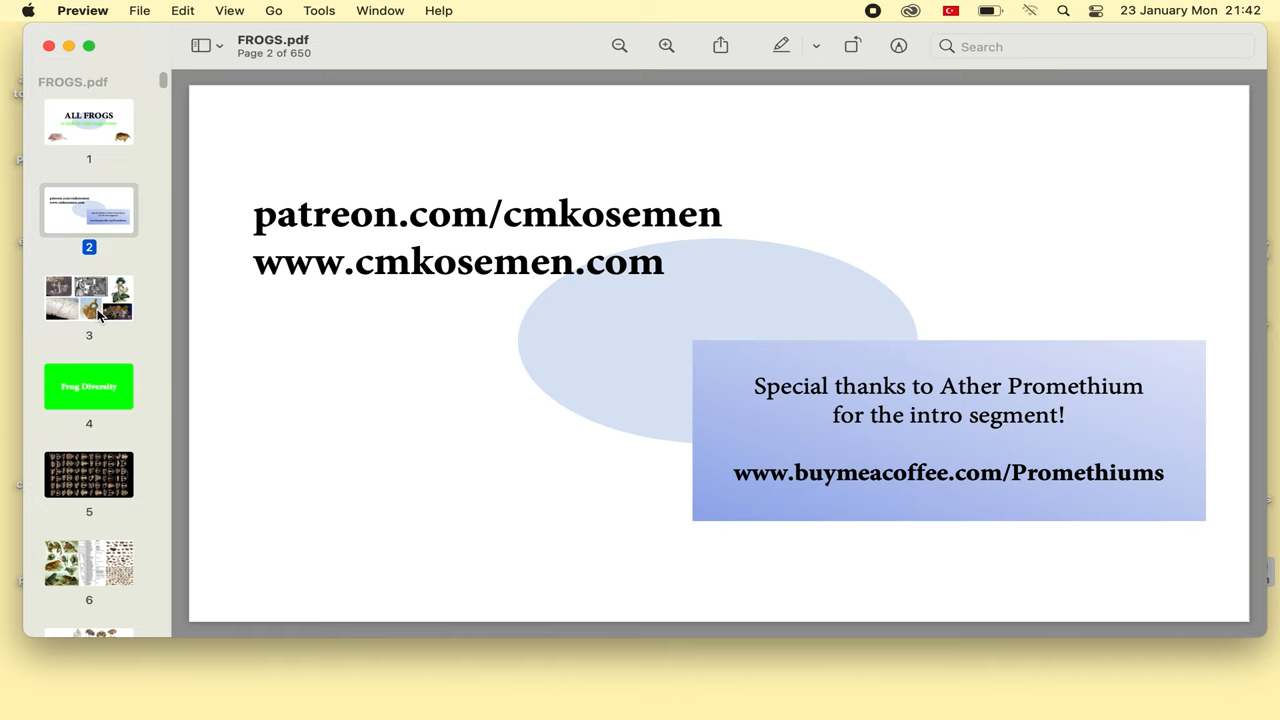 Preview File Edit View Go Tools Window Help 23 January Mon 21:42
FROGS.pdf
Page 2 of 650
Search
FROGS.pdf
ALL FROGS
1
2
3
Frog Diversity
4
5
6
patreon.com/cmkosemen
www.cmkosemen.com
Special thanks to Ather Promethium
for the intro segment!
www.buymeacoffee.com/Promethiums